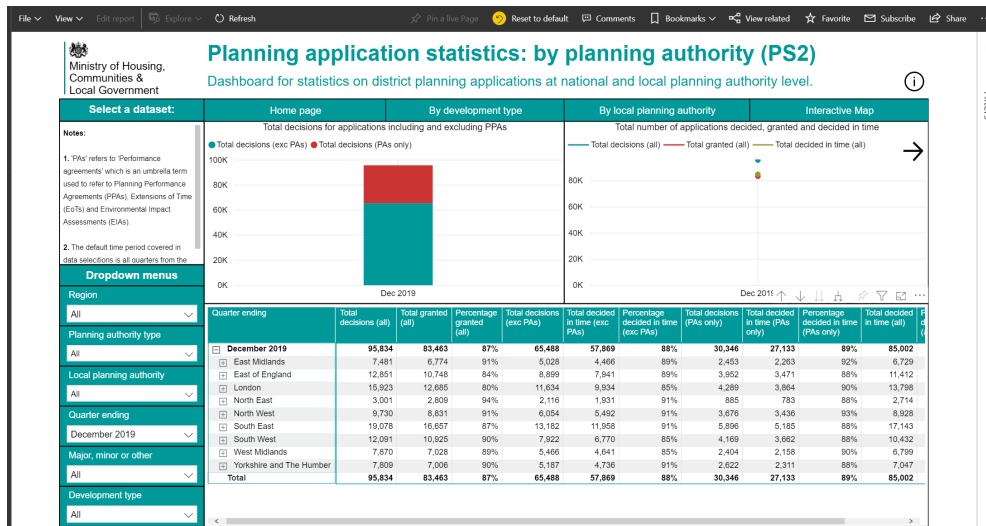 File View Edit report Explore Refresh Pin a live Page Reset to default Comments Bookmarks View related Favorite Subscribe Share
Ministry of Housing,
Communities &
Local Government
Planning application statistics: by planning authority (PS2)
Dashboard for statistics on district planning applications at national and local planning authority level.
Select a dataset: Home page By development type By local planning authority Interactive Map
Notes:
1. 'PAs' refers to 'Performance
agreements' which is an umbrella term
used to refer to Planning Performance
Agreements (PPAs), Extensions of Time
(EoTs) and Environmental Impact
Assessments (EIAs).
2. The default time period covered in
data selections is all quarters from the
Dropdown menus
Region
All
Planning authority type
All
Local planning authority
All
Quarter ending
December 2019
Major, minor or other
All
Development type
All
Total decisions for applications including and excluding PPAs
Total decisions (exc PAs) Total decisions (PAs
only)
100K
80K
60K
40K
20K
0K
Dec 2019
Total number of applications decided, granted and decided in time
Total decisions (all) Total granted (all) Total decided in time (all)
80K
60K
40K
20K
0K
Dec 2019
Quarter ending Total Total granted Percentage Total decisions Total decided Percentage Total decisions Total decided Percentage Total decided
decisions (all) (all) granted (exc PAs) in time (exc decided in time (PAs only) in time (PAs decided in time in time (all)
(all) PAs) (exc PAs) only) (PAs only)
December 2019 95,834 83,463 87% 65,488 57,869 88% 30,346 27,133 89% 85,002
East Midlands 7,481 6,774 91% 5,028 4,466 89% 2,453 2,263 92% 6,729
East of England 12,851 10,748 84% 8,899 7,941 89% 3,952 3,471 88% 11,412
London 15,923 12,685 80% 11,634 9,934 85% 4,289 3,864 90% 13,798
North East 3,001 2,809 94% 2,116 1,931 91% 885 783 88% 2,714
North West 9,730 8,831 91% 6,054 5,492 91% 3,676 3,436 93% 8,928
South East 19,078 16,657 87% 13,182 11,958 91% 5,896 5,185 88% 17,143
South West 12,091 10,925 90% 7,922 6,770 85% 4,169 3,662 88% 10,432
West Midlands 7,870 7,028 89% 5,466 4,641 85% 2,404 2,158 90% 6,799
Yorkshire and The Humber 7,809 7,006 90% 5,187 4,736 91% 2,622 2,311 88% 7,047
Total 95,834 83,463 87% 65,488 57,869 88% 30,346 27,133 89% 85,002